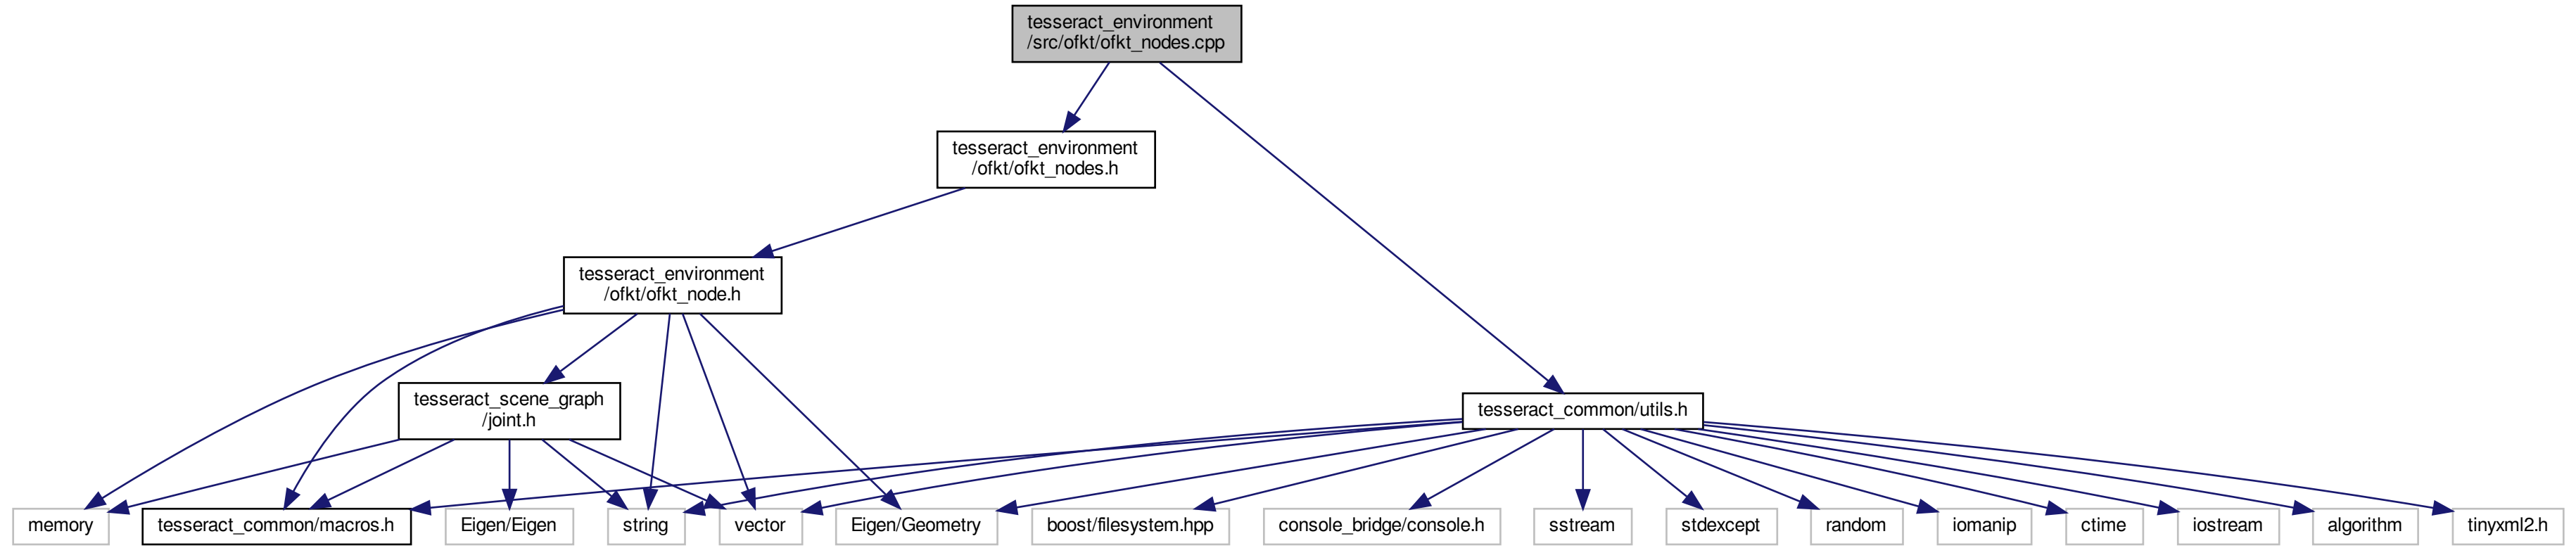 tesseract_environment
/src/ofkt/ofkt_nodes.cpp
tesseract_environment
/ofkt/ofkt_nodes.h
tesseract_environment
/ofkt/ofkt_node.h
tesseract_scene_graph
/joint.h
tesseract_common/utils.h
memory
tesseract_common/macros.h
Eigen/Eigen
string
vector
Eigen/Geometry
boost/filesystem.hpp
console_bridge/console.h
sstream
stdexcept
random
iomanip
ctime
iostream
algorithm
tinyxml2.h